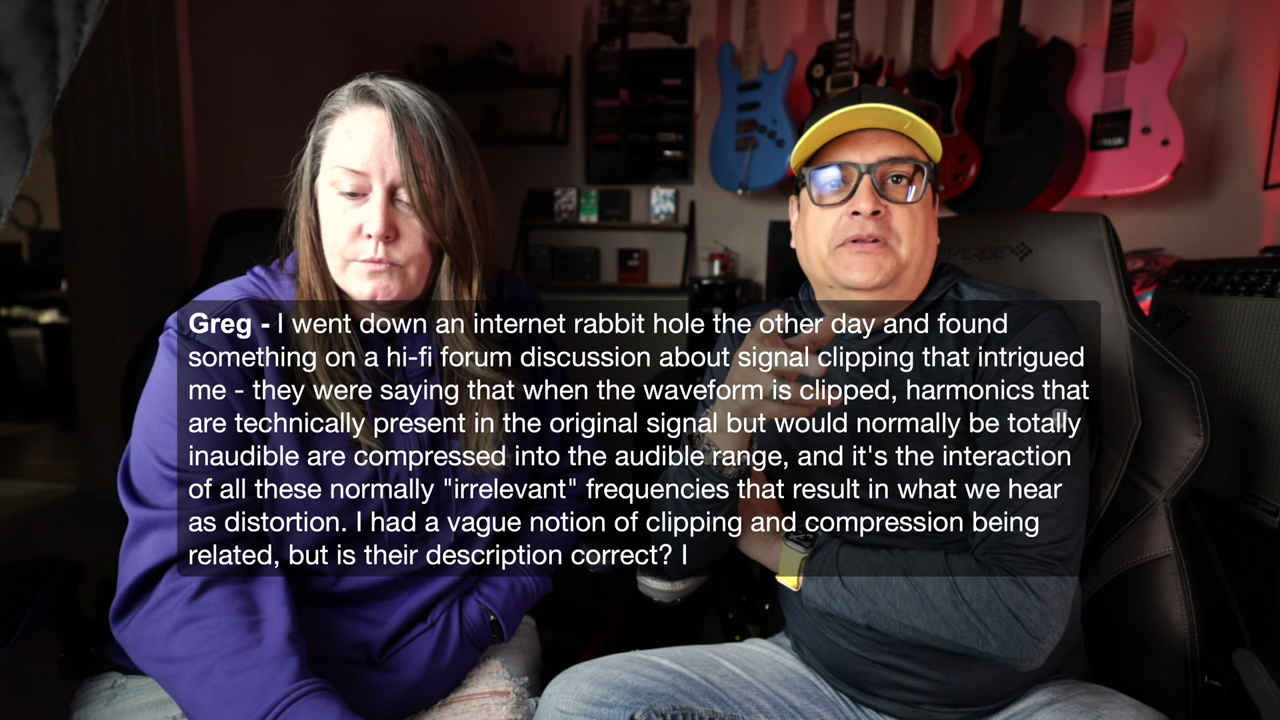 Greg - I went down an internet rabbit hole the other day and found
something on a hi-fi forum discussion about signal clipping that intrigued
me - they were saying that when the waveform is clipped, harmonics that
are technically present in the original signal but would normally be totally
inaudible are compressed into the audible range, and it's the interaction
of all these normally "irrelevant" frequencies that result in what we hear
as distortion. I had a vague notion of clipping and compression being
related, but is their description correct? I